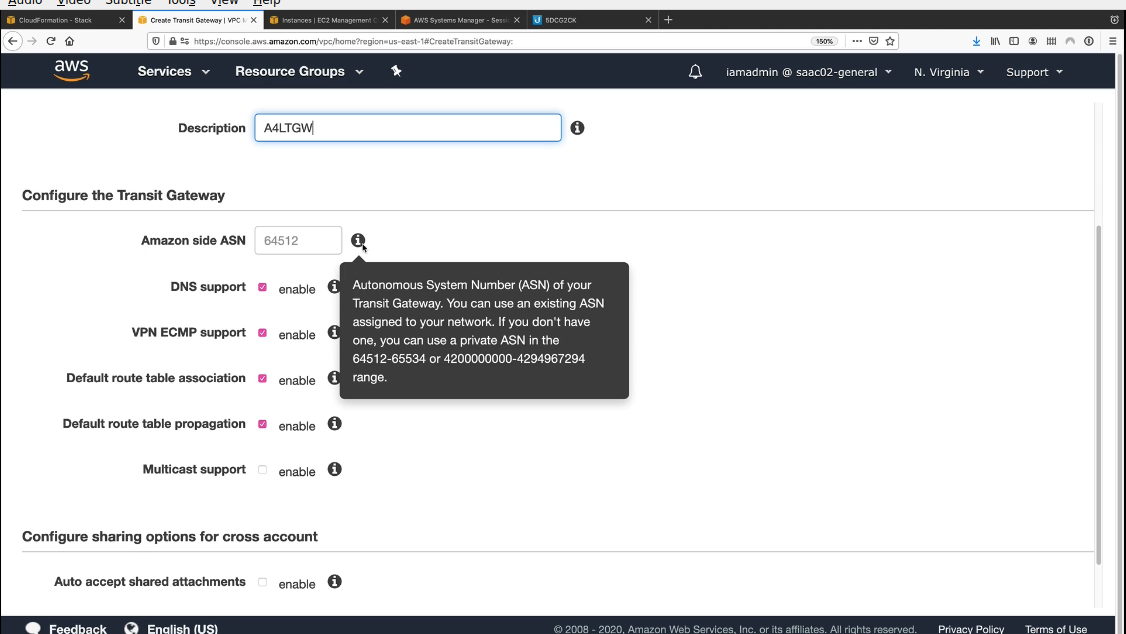 Audio Video Subtitle Tools View Help
CloudFormation - Stack
Create Transit Gateway | VPC M
Instances | EC2 Management C
AWS Systems Manager - Sessi
5DCG2CK
https://console.aws.amazon.com/vpc/home?region=us-east-1#CreateTransitGateway:
150%
aws
Services
Resource Groups
iamadmin @ saac02-general
N. Virginia
Support
Description
A4LTGW
Configure the Transit Gateway
Amazon side ASN
64512
Autonomous System Number (ASN) of your
Transit Gateway. You can use an existing ASN
assigned to your network. If you don't have
one, you can use a private ASN in the
64512-65534 or 4200000000-4294967294
range.
DNS support
enable
VPN ECMP support
enable
Default route table association
enable
Default route table propagation
enable
Multicast support
enable
Configure sharing options for cross account
Auto accept shared attachments
enable
Feedback
English (US)
© 2008 - 2020, Amazon Web Services, Inc. or its affiliates. All rights reserved.
Privacy Policy
Terms of Use